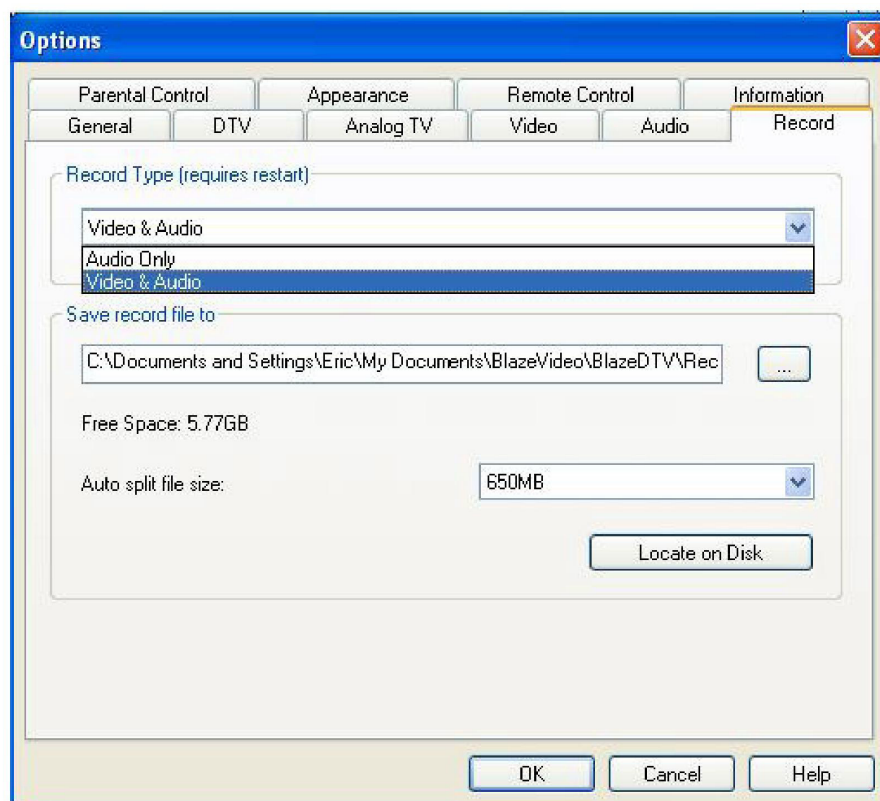 Options
Parental Control Appearance Remote Control Information
General DTV Analog TV Video Audio Record
Record Type (requires restart)
Video & Audio
Audio Only
Video & Audio
Save record file to
C:\Documents and Settings\Eric\My Documents\BlazeVideo\BlazeDTV\Rec
...
Free Space: 5.77GB
Auto split file size: 650MB
Locate on Disk
OK Cancel Help